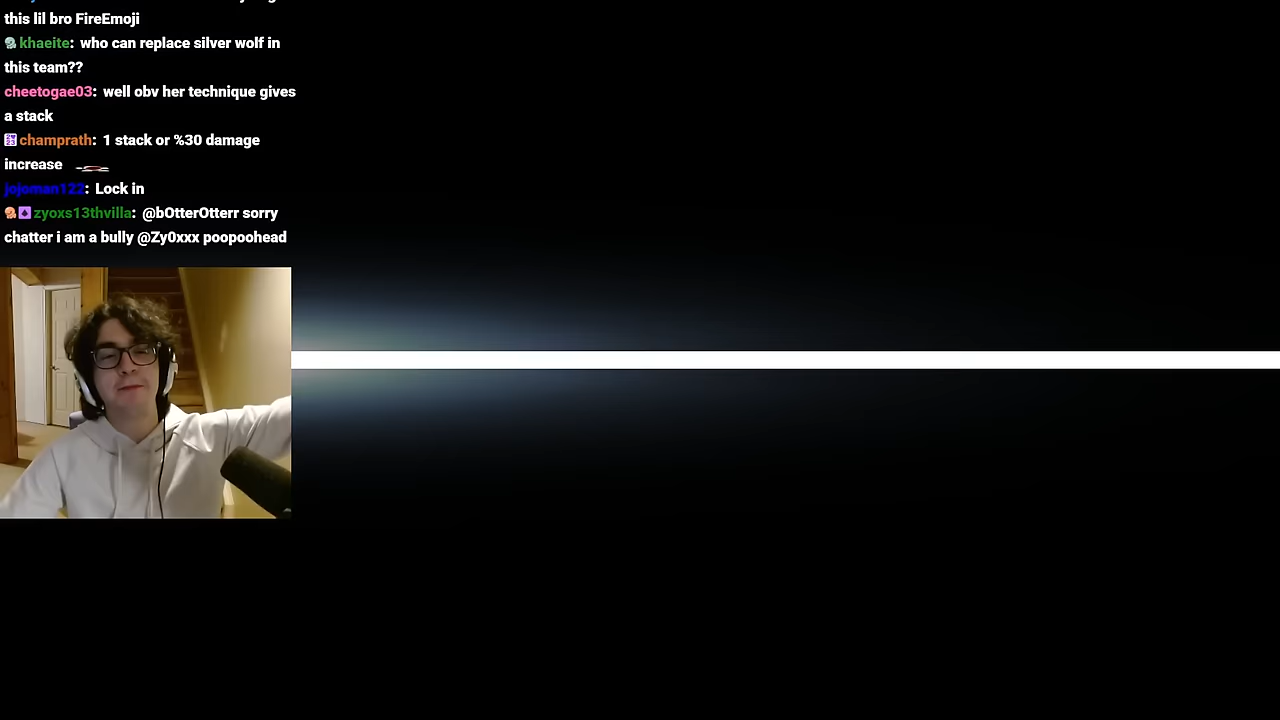 this lil bro FireEmoji
khaeite: who can replace silver wolf in
this team??
cheetogae03: well obv her technique gives
a stack
champrath: 1 stack or %30 damage
increase
jojoman122: Lock in
zyoxs13thvilla: @bOtterOtterr sorry
chatter i am a bully @Zy0xxx poopoohead